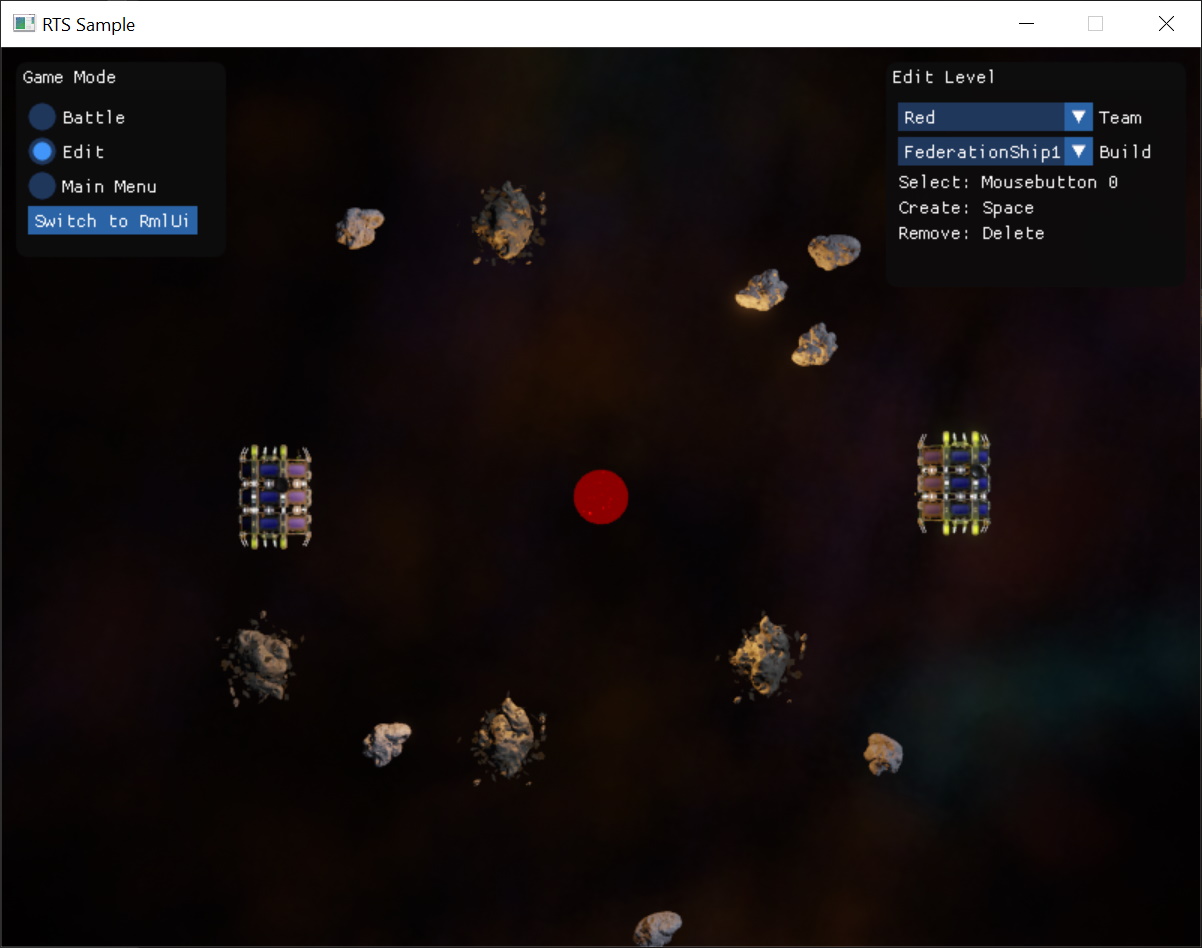 RTS Sample
Game Mode
Battle
Edit
Main Menu
Switch to RmlUi
Edit Level
Red Team
FederationShip1 Build
Select: Mousebutton 0
Create: Space
Remove: Delete